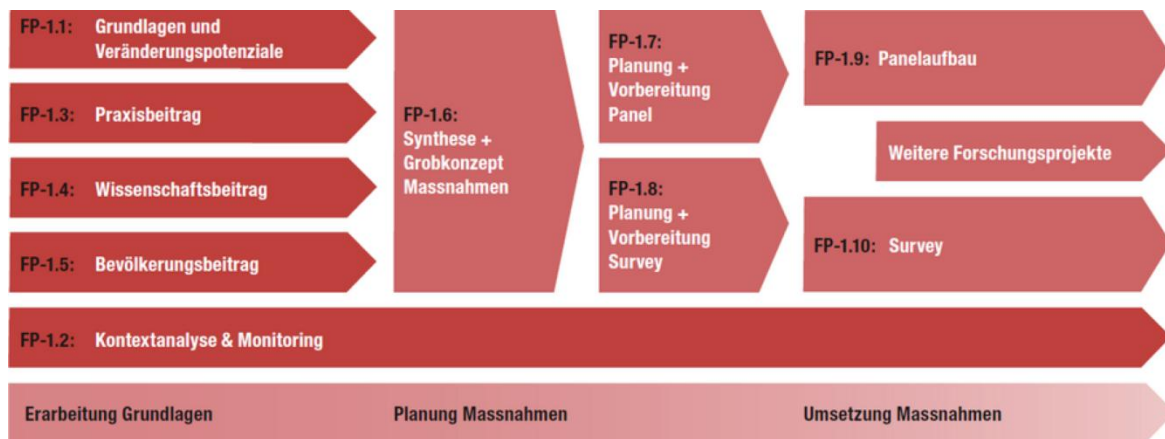 FP-1.1: Grundlagen und
Veränderungspotenziale
FP-1.3: Praxisbeitrag
FP-1.4: Wissenschaftsbeitrag
FP-1.5: Bevölkerungsbeitrag
FP-1.6:
Synthese +
Grobkonzept
Massnahmen
FP-1.7:
Planung +
Vorbereitung
Panel
FP-1.8:
Planung +
Vorbereitung
Survey
FP-1.9: Panelaufbau
Weitere Forschungsprojekte
FP-1.10: Survey
FP-1.2: Kontextanalyse & Monitoring
Erarbeitung Grundlagen
Planung Massnahmen
Umsetzung Massnahmen